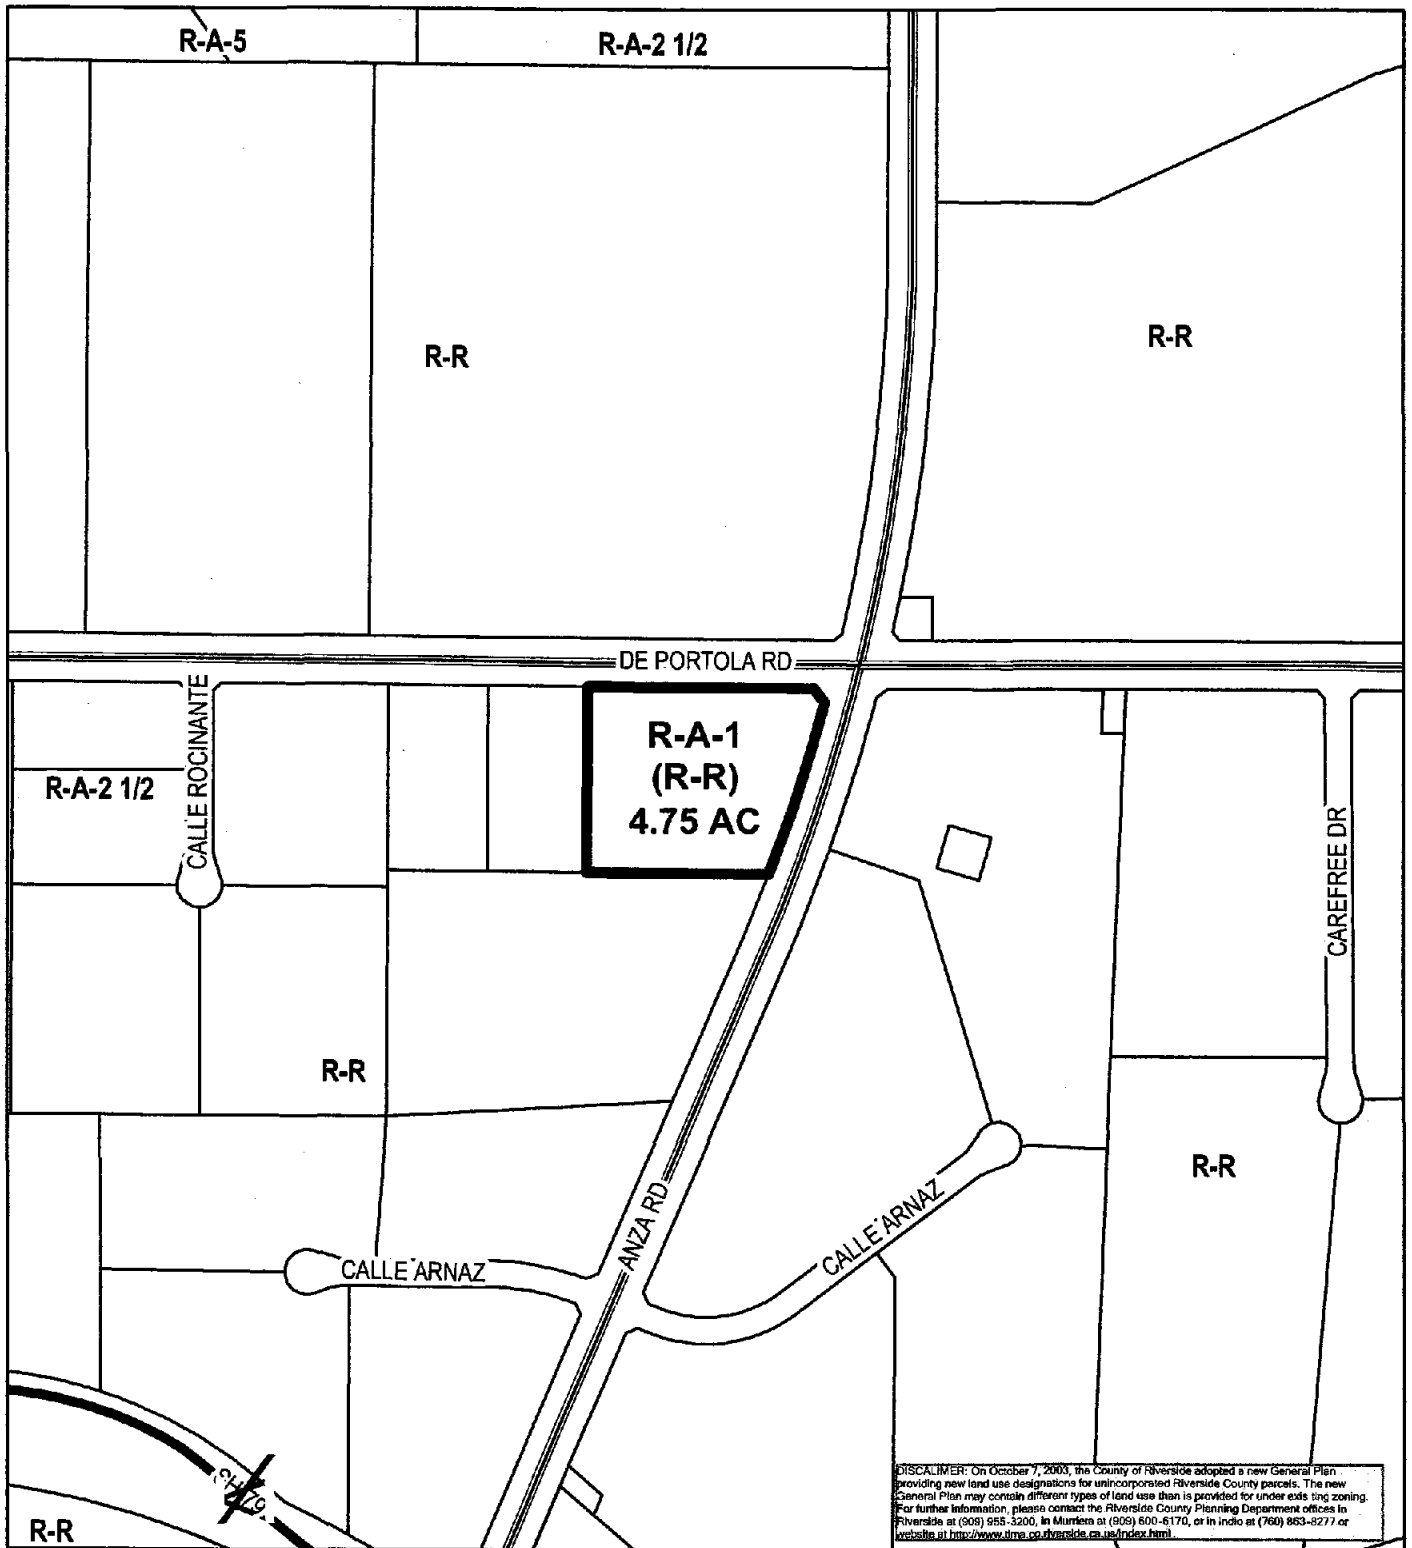 R-A-5
R-A-2 1/2
R-R
R-R
DE PORTOLA RD
CALLE ROCINANTE
R-A-1
(R-R)
4.75 AC
R-A-2 1/2
CAREFREE DR
R-R
R-R
ANZA RD
CALLE ARNAZ
CALLE ARNAZ
R-R
DISCALIMER: On October 7, 2003, the County of Riverside adopted a new General Plan
providing new land use designations for unincorporated Riverside County parcels. The new
General Plan may contain different types of land use than is provided for under existing zoning.
For further information, please contact the Riverside County Planning Department offices in
Riverside at (909) 955-3200, in Murrieta at (909) 600-6170, or in Indio at (760) 863-8277 or
website at http://www.tlma.co.riverside.ca.us/index.html